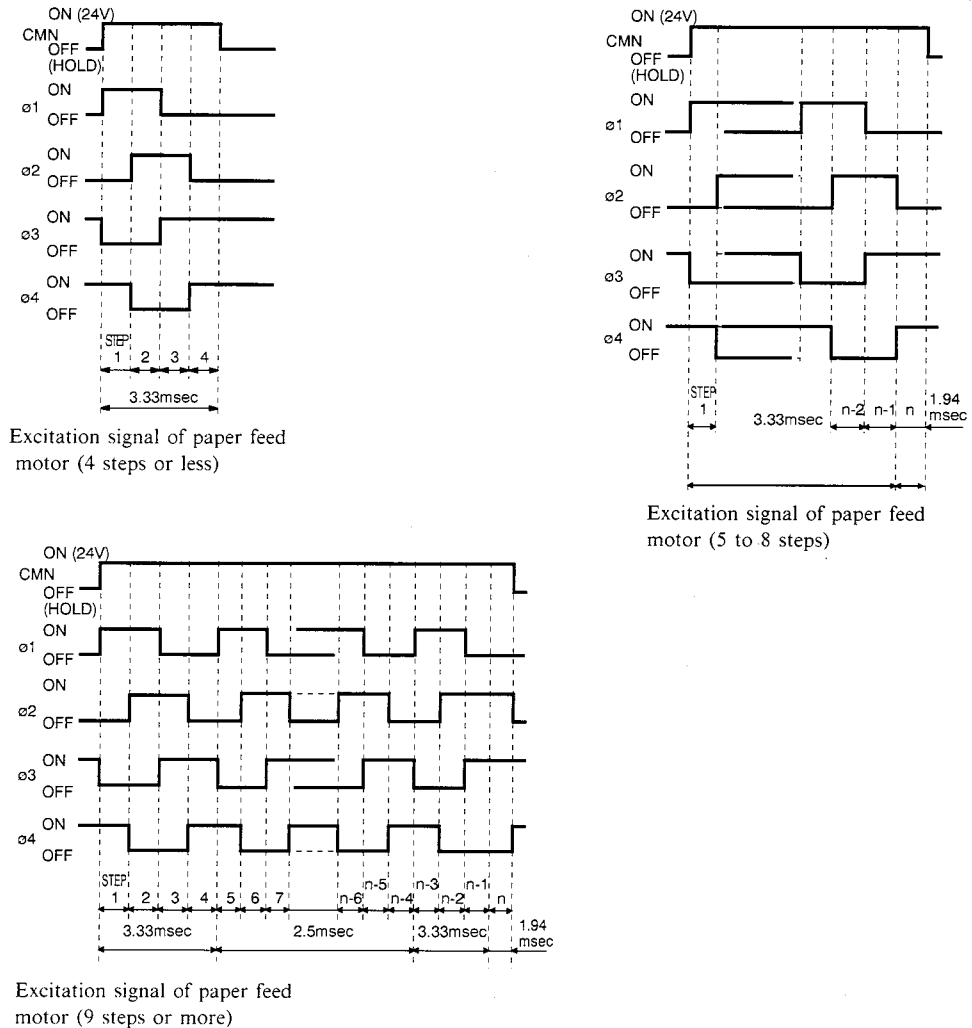 ON (24V)
CMN
OFF
(HOLD)
ON
ø1
OFF
ON
ø2
OFF
ON
ø3
OFF
ON
ø4
OFF
STEP
1 2 3 4
3.33msec
Excitation signal of paper feed
motor (4 steps or less)
ON (24V)
CMN
OFF
(HOLD)
ON
ø1
OFF
ON
ø2
OFF
ON
ø3
OFF
ON
ø4
OFF
STEP
1 3.33msec n-2 n-1 n 1.94
msec
Excitation signal of paper feed
motor (5 to 8 steps)
ON (24V)
CMN
OFF
(HOLD)
ON
ø1
OFF
ON
ø2
OFF
ON
ø3
OFF
ON
ø4
OFF
STEP n-5 n-3 n-1
1 2 3 4 5 6 7 n-6 n-4 n-2 n
3.33msec 2.5msec 3.33msec 1.94
msec
Excitation signal of paper feed
motor (9 steps or more)